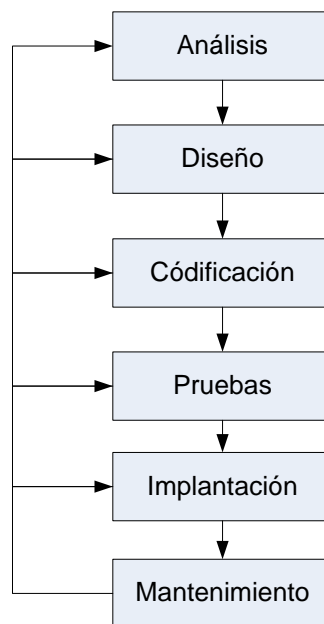 Análisis
Diseño
Códificación
Pruebas
Implantación
Mantenimiento